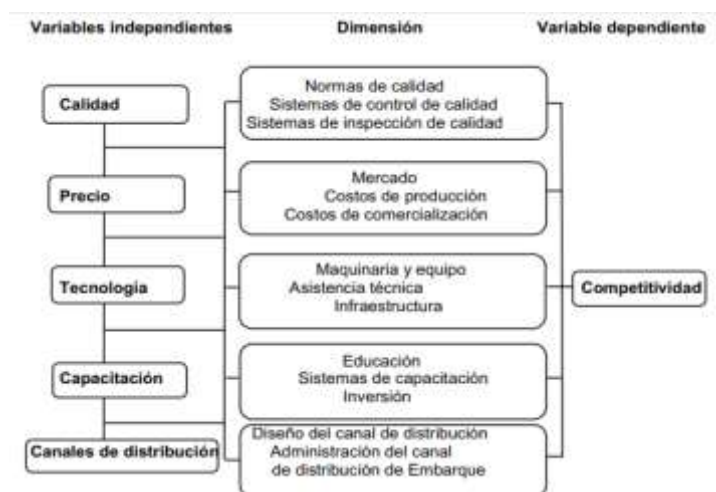 Variables independientes
Dimensión
Variable dependiente
Calidad
Normas de calidad
Sistemas de control de calidad
Sistemas de inspección de calidad
Precio
Mercado
Costos de producción
Costos de comercialización
Tecnologia
Maquinaria y equipo
Asistencia técnica
Infraestructura
Competitividad
Capacitación
Educación
Sistemas de capacitación
Inversión
Canales de distribución
Diseño del canal de distribución
Administración del canal
de distribución de Embarque